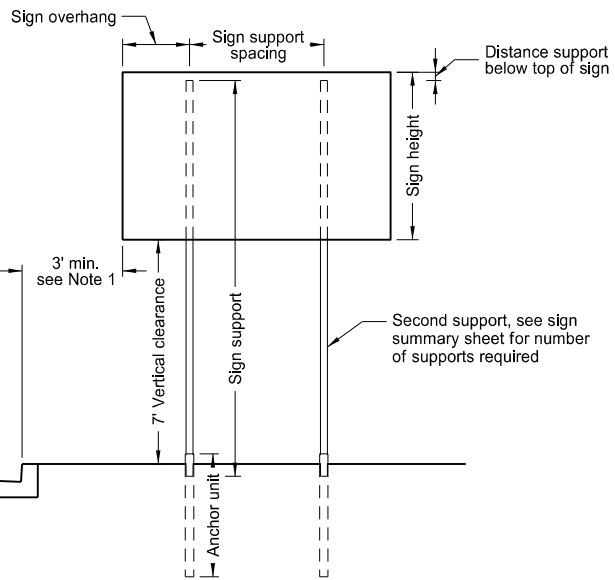 Sign overhang
Sign support
spacing
Distance support
below top of sign
Sign height
3' min.
see Note 1
7' Vertical clearance
Sign support
Second support, see sign
summary sheet for number
of supports required
Anchor unit